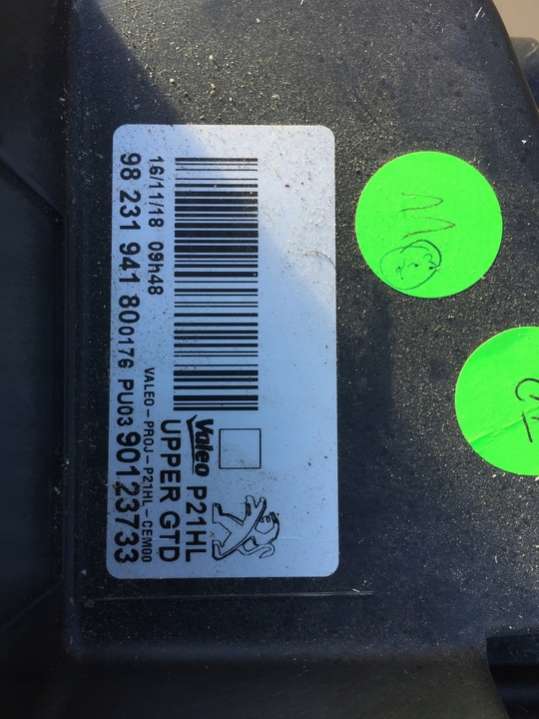 Valeo P21HL
UPPER GTD
VALEO-PROJ-P21HL-CEM00
16/11/18 09h48
98 231 941 80 0176 PU03 90123733